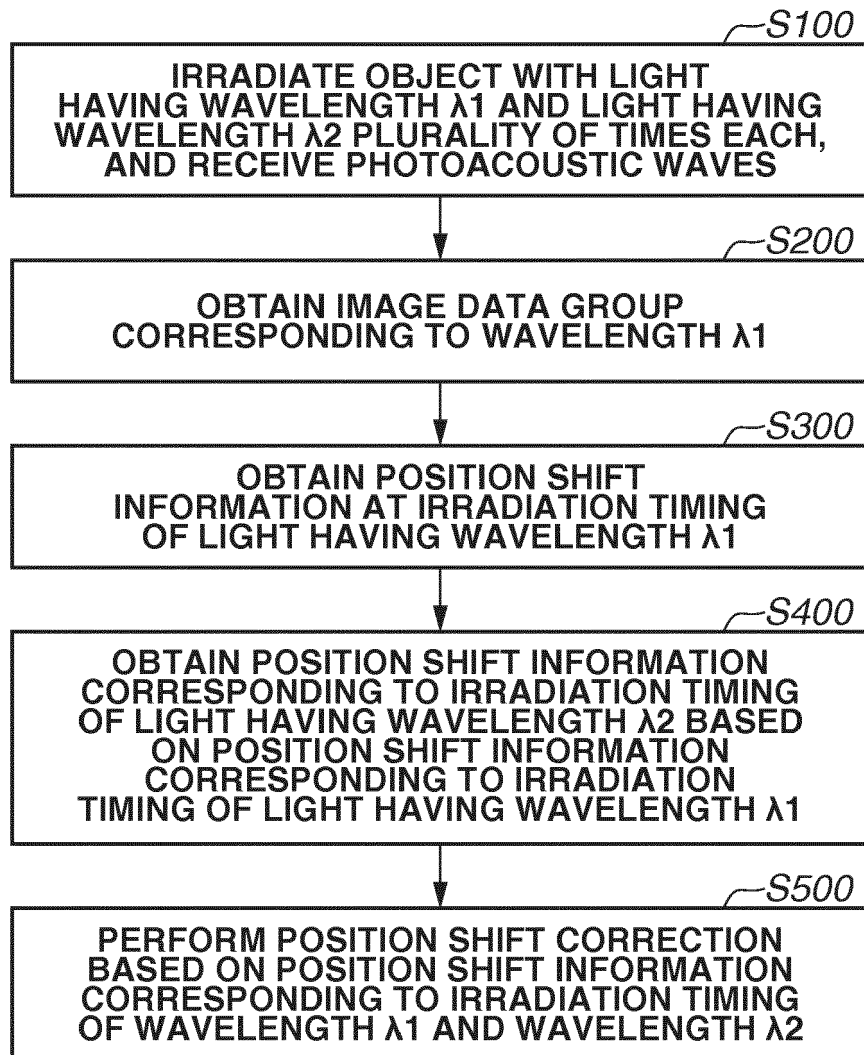 S100
IRRADIATE OBJECT WITH LIGHT
HAVING WAVELENGTH λ1 AND LIGHT HAVING
WAVELENGTH λ2 PLURALITY OF TIMES EACH,
AND RECEIVE PHOTOACOUSTIC WAVES
S200
OBTAIN IMAGE DATA GROUP
CORRESPONDING TO WAVELENGTH λ1
S300
OBTAIN POSITION SHIFT
INFORMATION AT IRRADIATION TIMING
OF LIGHT HAVING WAVELENGTH λ1
S400
OBTAIN POSITION SHIFT INFORMATION
CORRESPONDING TO IRRADIATION TIMING
OF LIGHT HAVING WAVELENGTH λ2 BASED
ON POSITION SHIFT INFORMATION
CORRESPONDING TO IRRADIATION
TIMING OF LIGHT HAVING WAVELENGTH λ1
S500
PERFORM POSITION SHIFT CORRECTION
BASED ON POSITION SHIFT INFORMATION
CORRESPONDING TO IRRADIATION TIMING
OF WAVELENGTH λ1 AND WAVELENGTH λ2